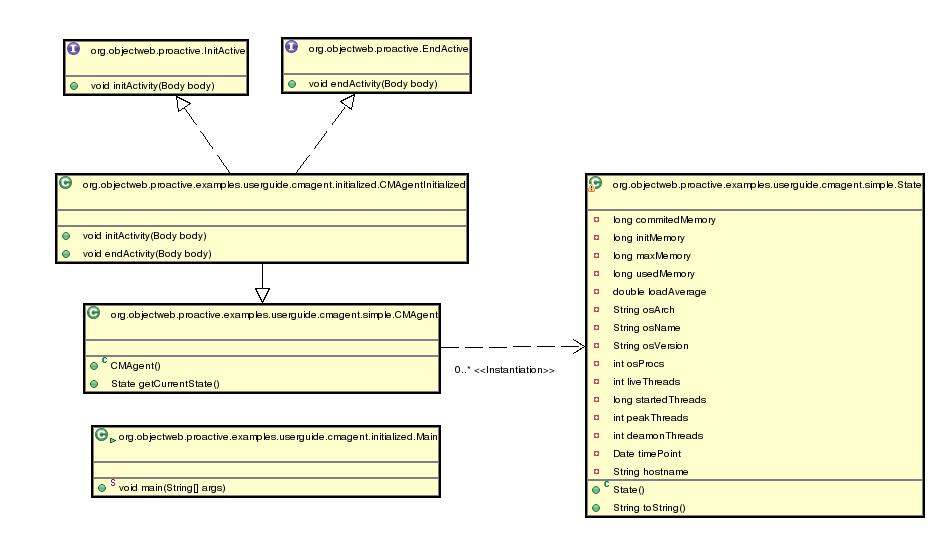 org.objectweb.proactive.InitActive
void initActivity(Body body)
org.objectweb.proactive.EndActive
void endActivity(Body body)
org.objectweb.proactive.examples.userguide.cmagent.initialized.CMAgentInitialized
void initActivity(Body body)
void endActivity(Body body)
org.objectweb.proactive.examples.userguide.cmagent.simple.CMAgent
CMAgent()
State getCurrentState()
0..* <<Instantiation>>
org.objectweb.proactive.examples.userguide.cmagent.initialized.Main
void main(String[] args)
org.objectweb.proactive.examples.userguide.cmagent.simple.State
long commitedMemory
long initMemory
long maxMemory
long usedMemory
double loadAverage
String osArch
String osName
String osVersion
int osProcs
int liveThreads
long startedThreads
int peakThreads
int deamonThreads
Date timePoint
String hostname
State()
String toString()